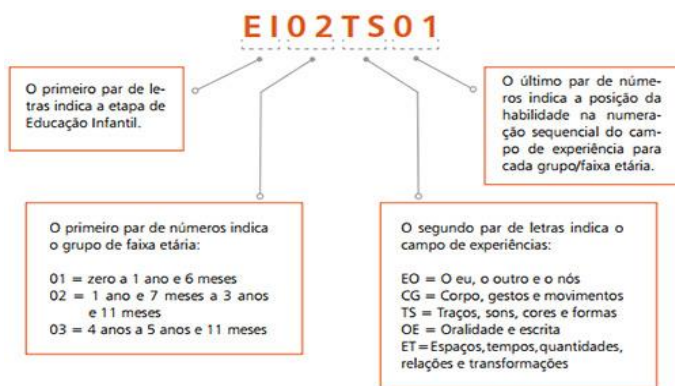 EI02TS01
O primeiro par de le-
tras indica a etapa de
Educação Infantil.
O último par de núme-
ros indica a posição da
habilidade na numera-
ção sequencial do cam-
po de experiência para
cada grupo/faixa etária.
O primeiro par de números indica
o grupo de faixa etária:
01 = zero a 1 ano e 6 meses
02 = 1 ano e 7 meses a 3 anos
e 11 meses
03 = 4 anos a 5 anos e 11 meses
O segundo par de letras indica o
campo de experiências:
EO = O eu, o outro e o nós
CG = Corpo, gestos e movimentos
TS = Traços, sons, cores e formas
OE = Oralidade e escrita
ET = Espaços, tempos, quantidades,
relações e transformações